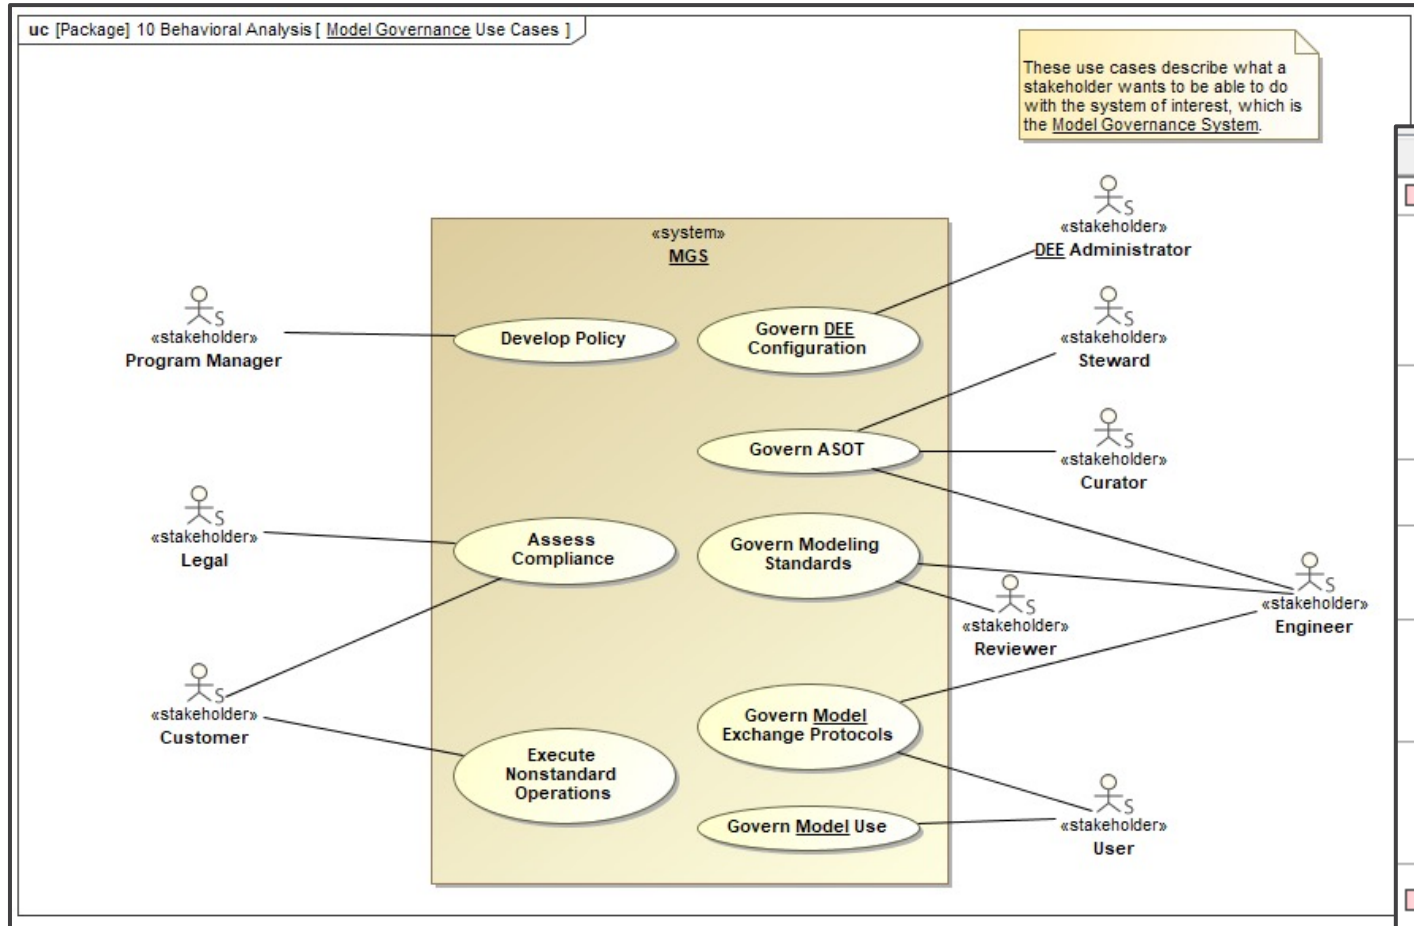 uc [Package] 10 Behavioral Analysis [ Model Governance Use Cases ]
These use cases describe what a
stakeholder wants to be able to do
with the system of interest, which is
the Model Governance System.
«system»
MGS
S
«stakeholder»
Program Manager
S
«stakeholder»
Legal
S
«stakeholder»
Customer
Develop Policy
Assess
Compliance
Execute
Nonstandard
Operations
Govern DEE
Configuration
Govern ASOT
Govern Modeling
Standards
Govern Model
Exchange Protocols
Govern Model Use
S
«stakeholder»
DEE Administrator
S
«stakeholder»
Steward
S
«stakeholder»
Curator
S
«stakeholder»
Reviewer
S
«stakeholder»
Engineer
S
«stakeholder»
User